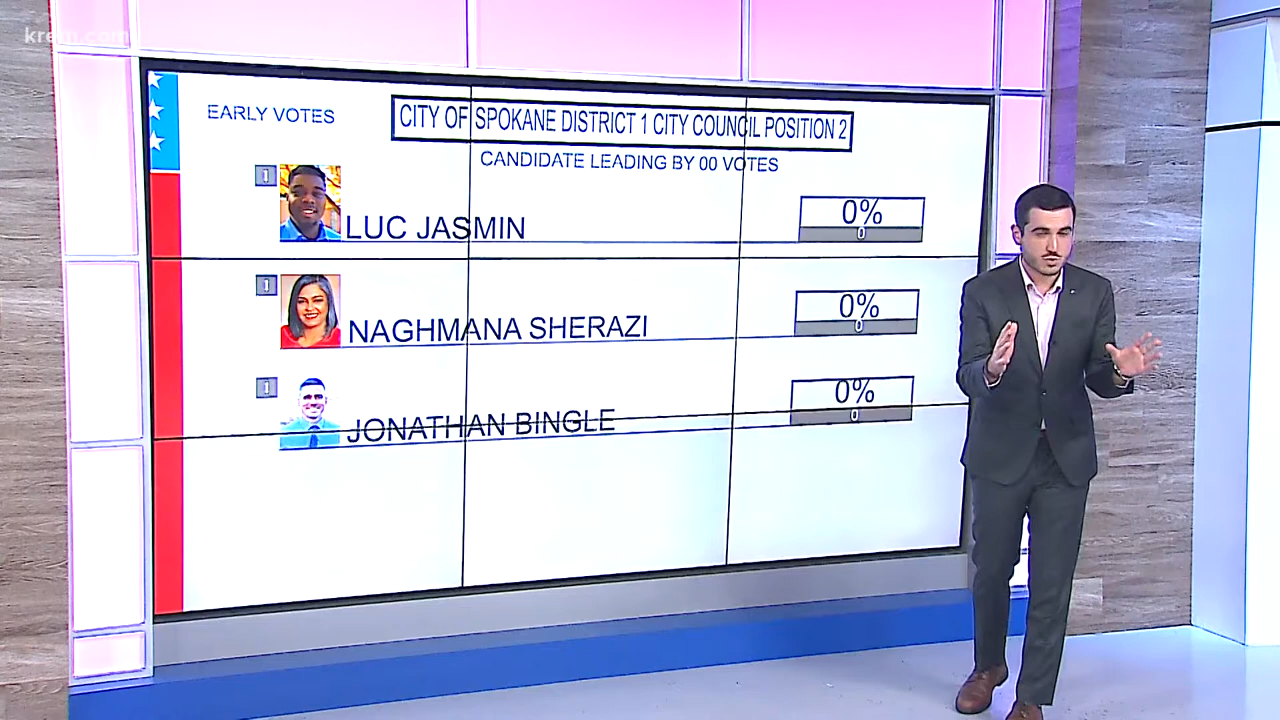 krem.com
EARLY VOTES
CITY OF SPOKANE DISTRICT 1 CITY COUNCIL POSITION 2
CANDIDATE LEADING BY 00 VOTES
LUC JASMIN
0%
0
NAGHMANA SHERAZI
0%
0
JONATHAN BINGLE
0%
0